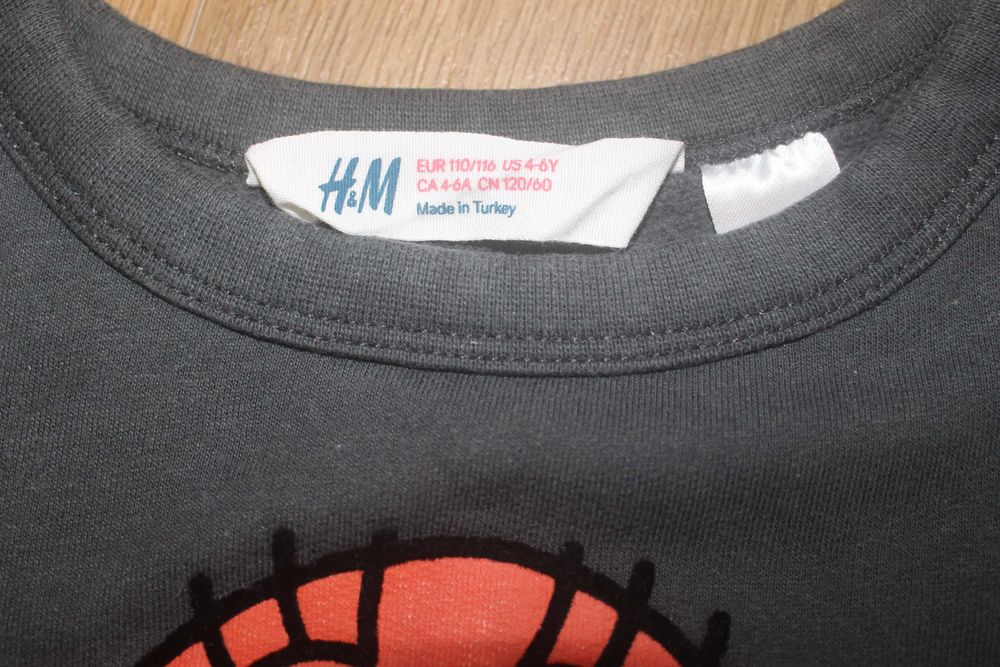 H&M
EUR 110/116 US 4-6Y
CA 4-6A CN 120/60
Made in Turkey